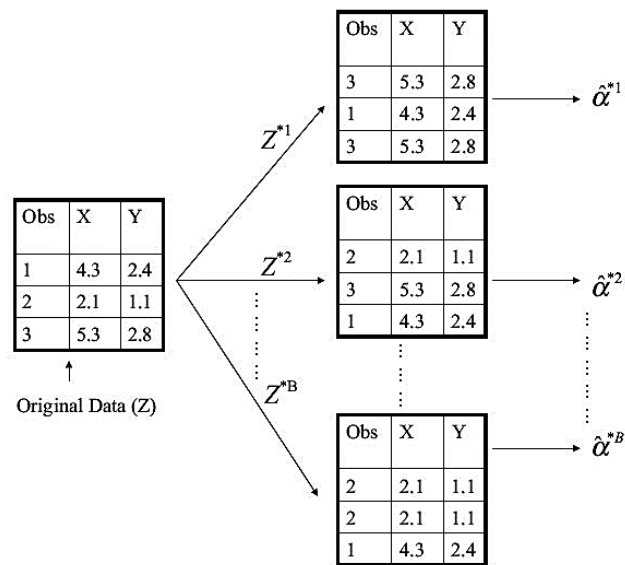 Obs X Y
3 5.3 2.8
1 4.3 2.4
3 5.3 2.8
α̂*1
Z*1
Obs X Y
1 4.3 2.4
2 2.1 1.1
3 5.3 2.8
Original Data (Z)
Z*2
Obs X Y
2 2.1 1.1
3 5.3 2.8
1 4.3 2.4
α̂*2
Z*B
Obs X Y
2 2.1 1.1
2 2.1 1.1
1 4.3 2.4
α̂*B